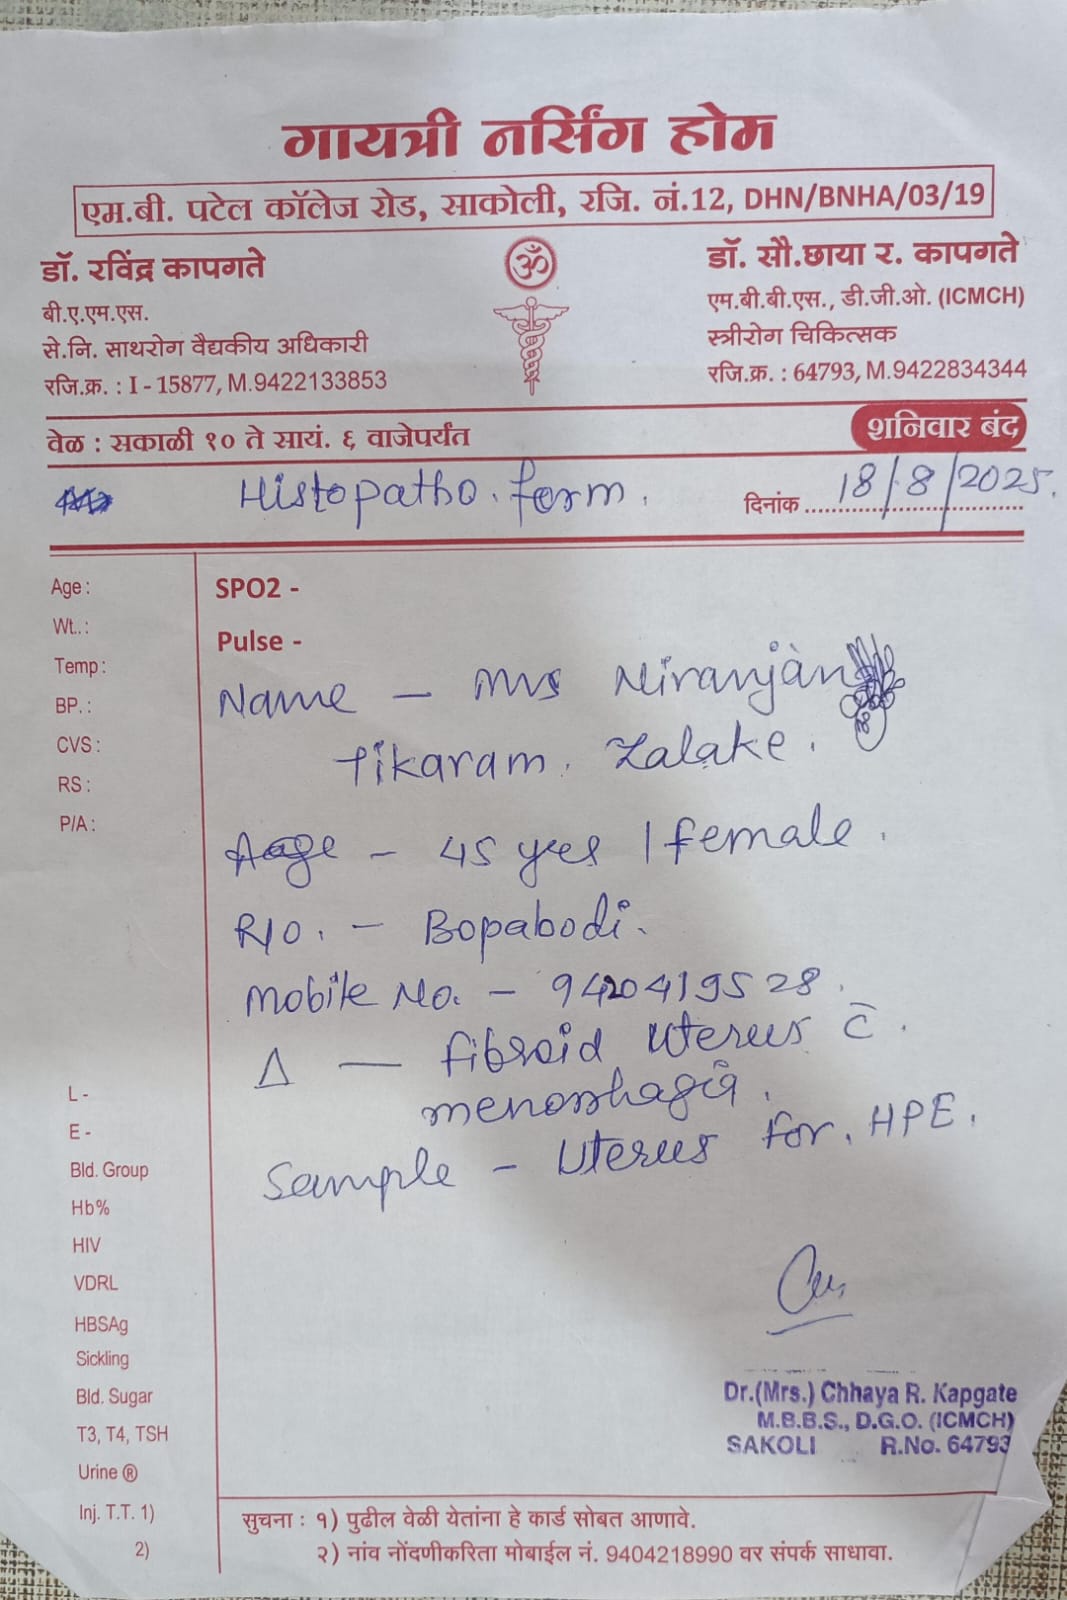 गायत्री नर्सिंग होम
एम.बी. पटेल कॉलेज रोड, साकोली, रजि. नं.12, DHN/BNHA/03/19
डॉ. रविंद्र कापगते
बी.ए.एम.एस.
से.नि. साथरोग वैद्यकीय अधिकारी
रजि.क्र. : I - 15877, M.9422133853
ॐ
डॉ. सौ.छाया र. कापगते
एम.बी.बी.एस., डी.जी.ओ. (ICMCH)
स्त्रीरोग चिकित्सक
रजि.क्र. : 64793, M.9422834344
वेळ : सकाळी १० ते सायं. ६ वाजेपर्यंत
शनिवार बंद
Histopatho. form.
दिनांक 18/8/2025.
Age :
Wt.. :
Temp :
BP. :
CVS :
RS :
P/A :
SPO2 -
Pulse -
Name - Mrs Niranjan
tikaram. Zalake.
Aage - 45 yrs / female.
R/o. - Bopabodi.
Mobile No. - 9420419528.
Δ - fibroid uterus c̄.
menorrhagia.
Sample - Uterus for. HPE.
L -
E -
Bld. Group
Hb%
HIV
VDRL
HBSAg
Sickling
Bld. Sugar
T3, T4, TSH
Urine ®
Inj. T.T. 1)
2)
Dr.(Mrs.) Chhaya R. Kapgate
M.B.B.S., D.G.O. (ICMCH)
SAKOLI R.No. 64793
सुचना : १) पुढील वेळी येतांना हे कार्ड सोबत आणावे.
२) नांव नोंदणीकरिता मोबाईल नं. 9404218990 वर संपर्क साधावा.